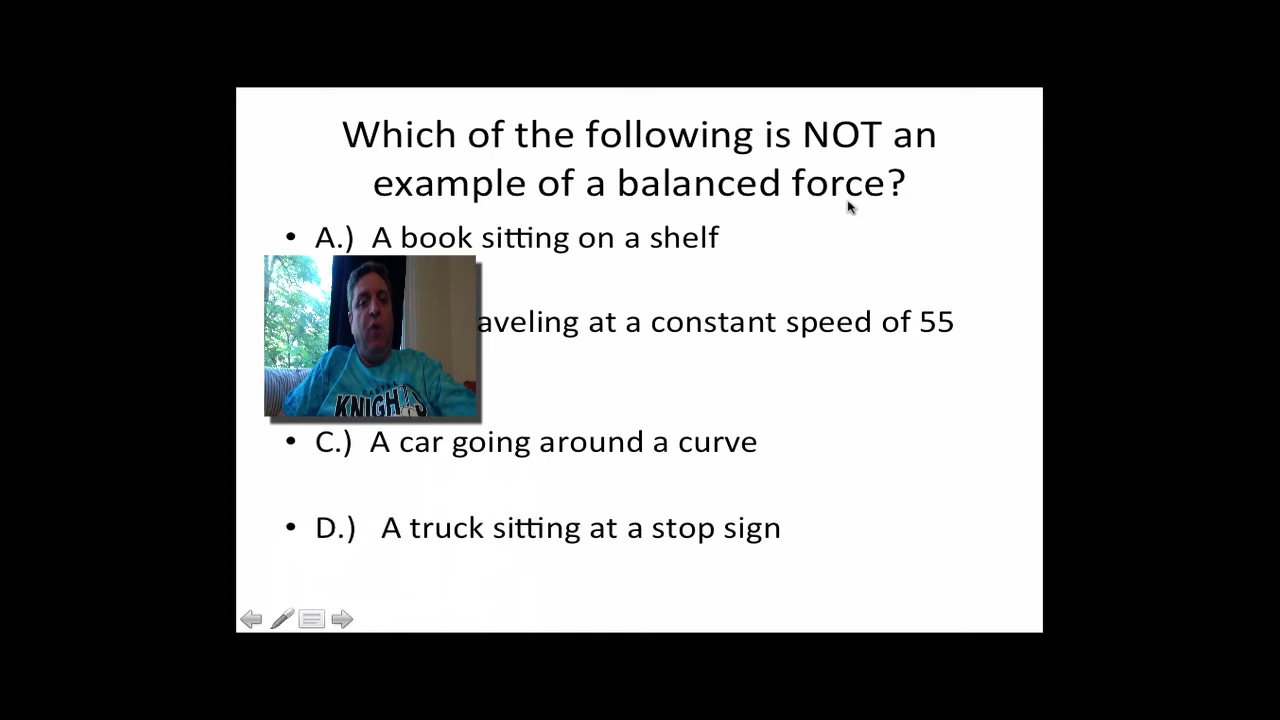 Which of the following is NOT an
example of a balanced force?
• A.) A book sitting on a shelf
aveling at a constant speed of 55
KNIGH S
• C.) A car going around a curve
• D.) A truck sitting at a stop sign